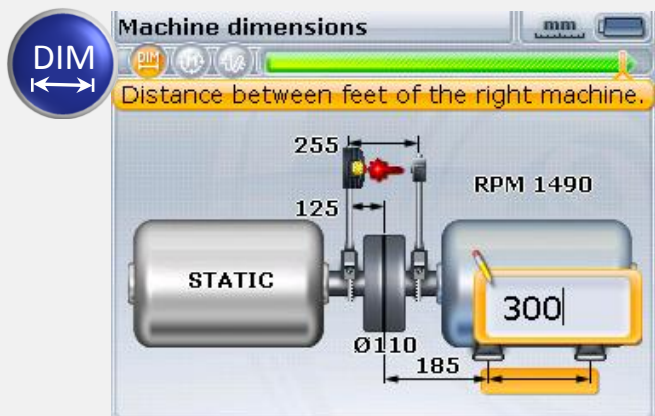 Machine dimensions
mm
DIM
DIM
Distance between feet of the right machine.
255
RPM 1490
125
STATIC
300
Ø110
185